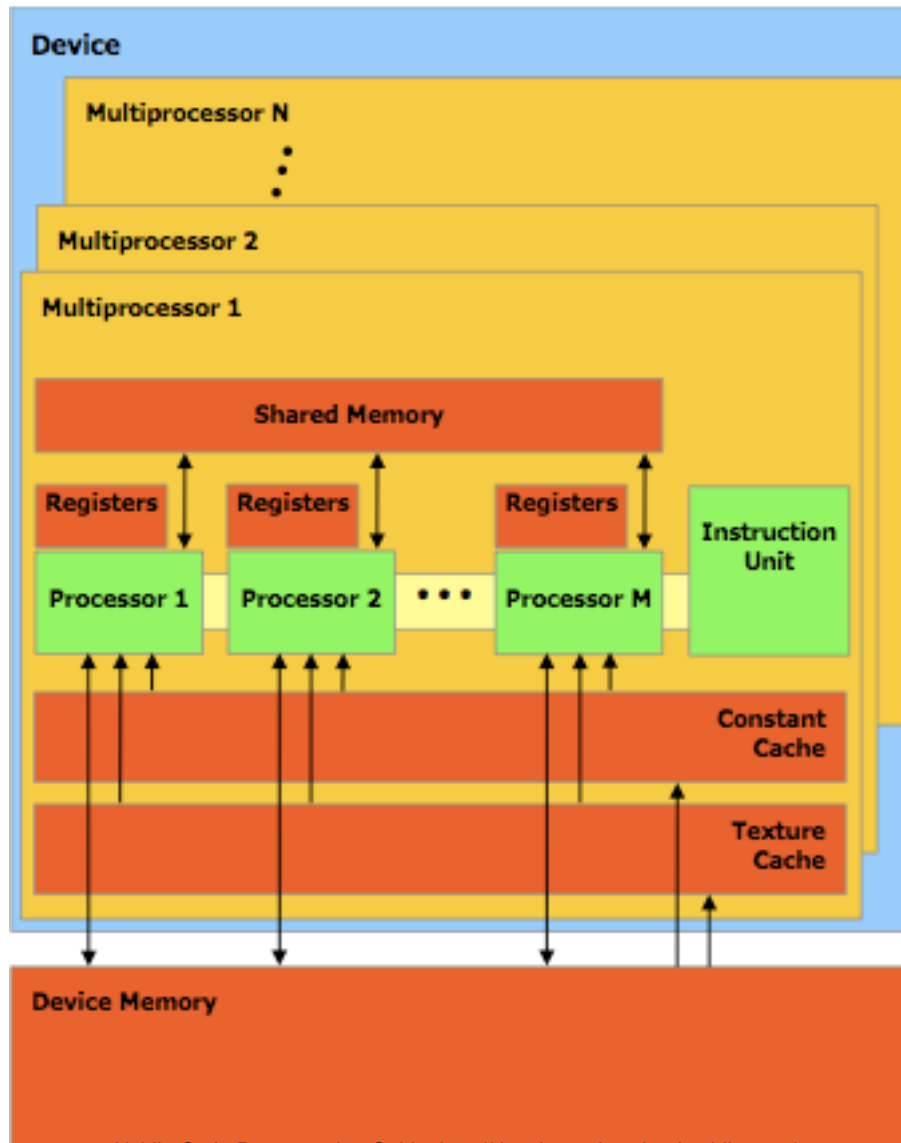 Device
Multiprocessor N
Multiprocessor 2
Multiprocessor 1
Shared Memory
Registers
Registers
Registers
Instruction
Unit
Processor 1
Processor 2
• • •
Processor M
Constant
Cache
Texture
Cache
Device Memory